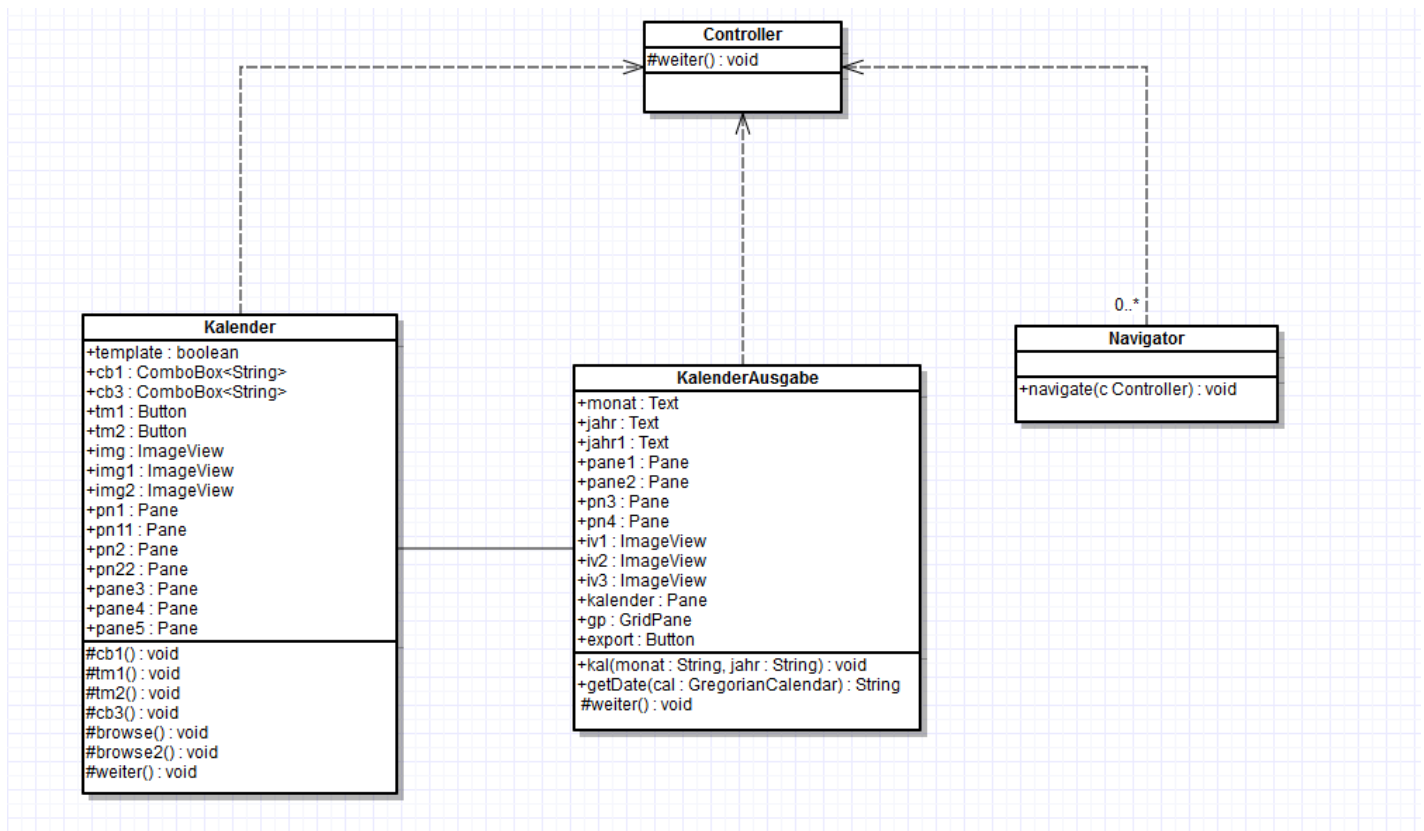 Controller
#weiter() : void
0..*
Kalender
+template : boolean
+cb1 : ComboBox<String>
+cb3 : ComboBox<String>
+tm1 : Button
+tm2 : Button
+img : ImageView
+img1 : ImageView
+img2 : ImageView
+pn1 : Pane
+pn11 : Pane
+pn2 : Pane
+pn22 : Pane
+pane3 : Pane
+pane4 : Pane
+pane5 : Pane
#cb1() : void
#tm1() : void
#tm2() : void
#cb3() : void
#browse() : void
#browse2() : void
#weiter() : void
KalenderAusgabe
+monat : Text
+jahr : Text
+jahr1 : Text
+pane1 : Pane
+pane2 : Pane
+pn3 : Pane
+pn4 : Pane
+iv1 : ImageView
+iv2 : ImageView
+iv3 : ImageView
+kalender : Pane
+gp : GridPane
+export : Button
+kal(monat : String, jahr : String) : void
+getDate(cal : GregorianCalendar) : String
#weiter() : void
Navigator
+navigate(c Controller) : void